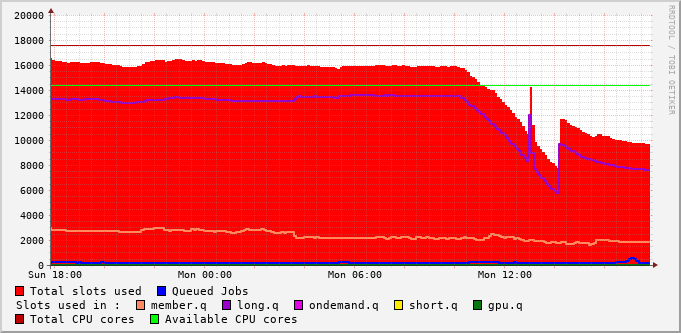 20000
18000
16000
14000
12000
10000
8000
6000
4000
2000
0
Sun 18:00 Mon 00:00 Mon 06:00 Mon 12:00
RRDTOOL / TOBI OETIKER
Total slots used Queued Jobs
Slots used in : member.q long.q ondemand.q short.q gpu.q
Total CPU cores Available CPU cores